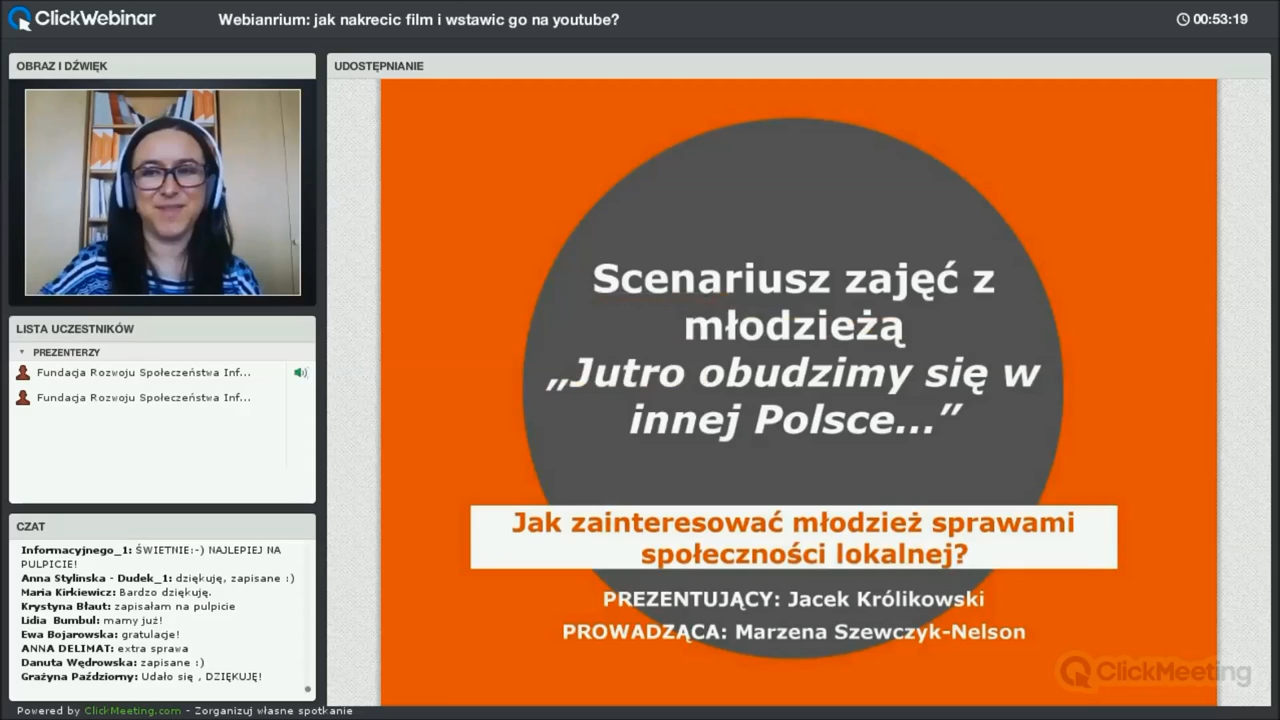 ClickWebinar
Webianrium: jak nakrecic film i wstawic go na youtube?
00:53:19
OBRAZ I DŹWIĘK
LISTA UCZESTNIKÓW
PREZENTERZY
Fundacja Rozwoju Społeczeństwa Inf...
Fundacja Rozwoju Społeczeństwa Inf...
CZAT
Informacyjnego_1: ŚWIETNIE:-) NAJLEPIEJ NA
PULPICIE!
Anna Stylinska - Dudek_1: dziękuję, zapisane :)
Maria Kirkiewicz: Bardzo dziękuję.
Krystyna Błaut: zapisałam na pulpicie
Lidia Bumbul: mamy już!
Ewa Bojarowska: gratulacje!
ANNA DELIMAT: extra sprawa
Danuta Wędrowska: zapisane :)
Grażyna Paździorny: Udało się , DZIĘKUJĘ!
UDOSTĘPNIANIE
Scenariusz zajęć z
młodzieżą
„Jutro obudzimy się w
innej Polsce...”
Jak zainteresować młodzież sprawami
społeczności lokalnej?
PREZENTUJĄCY: Jacek Królikowski
PROWADZĄCA: Marzena Szewczyk-Nelson
ClickMeeting
Powered by ClickMeeting.com - Zorganizuj własne spotkanie